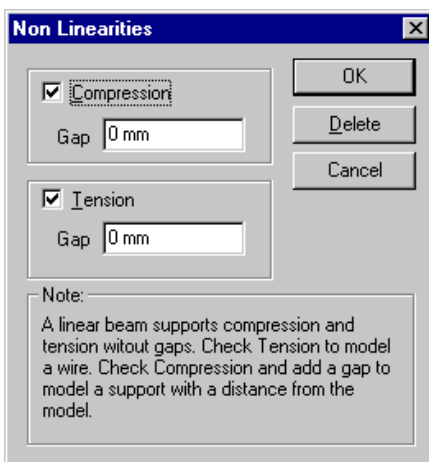 Non Linearities
Compression
Gap 0 mm
OK
Delete
Cancel
Tension
Gap 0 mm
Note:
A linear beam supports compression and
tension witout gaps. Check Tension to model
a wire. Check Compression and add a gap to
model a support with a distance from the
model.